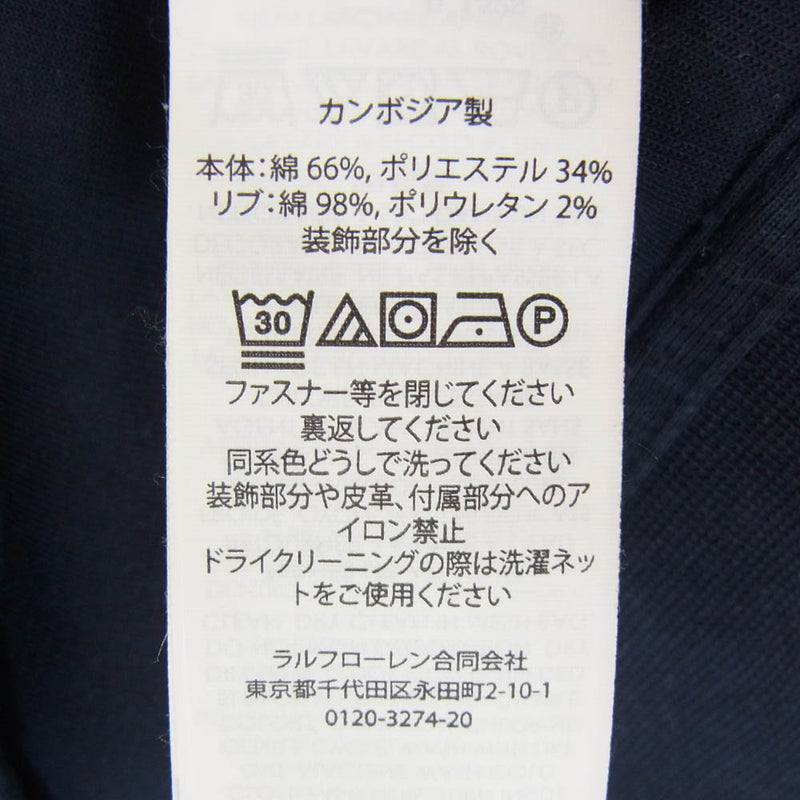 カンボジア製
本体：綿 66%, ポリエステル 34%
リブ：綿 98%, ポリウレタン 2%
装飾部分を除く
30 P
ファスナー等を閉じてください
裏返してください
同系色どうしで洗ってください
装飾部分や皮革、付属部分へのア
イロン禁止
ドライクリーニングの際は洗濯ネッ
トをご使用ください
ラルフローレン合同会社
東京都千代田区永田町2-10-1
0120-3274-20